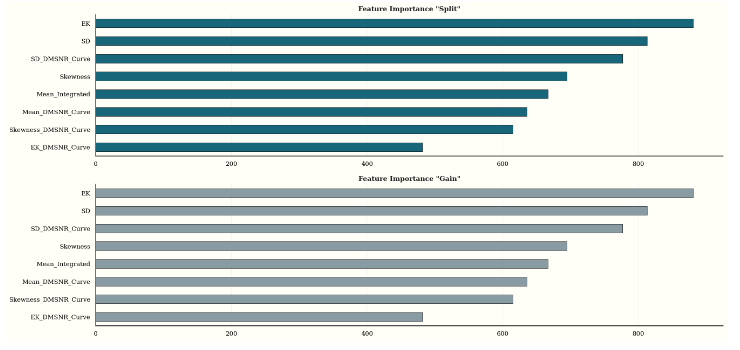 Feature Importance "Split"
EK
SD
SD_DMSNR_Curve
Skewness
Mean_Integrated
Mean_DMSNR_Curve
Skewness_DMSNR_Curve
EK_DMSNR_Curve
0 200 400 600 800
Feature Importance "Gain"
EK
SD
SD_DMSNR_Curve
Skewness
Mean_Integrated
Mean_DMSNR_Curve
Skewness_DMSNR_Curve
EK_DMSNR_Curve
0 200 400 600 800